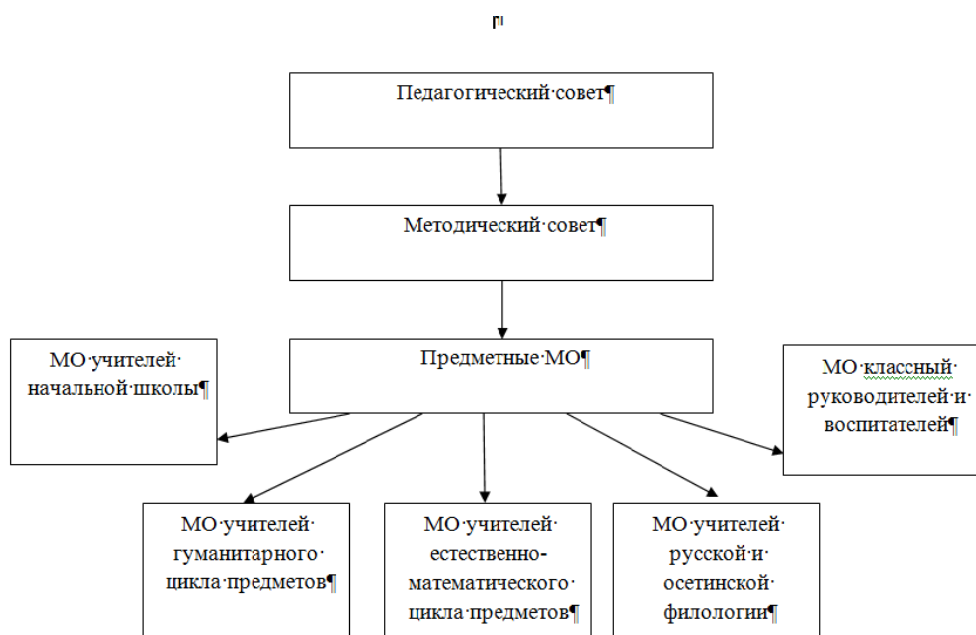 Педагогический совет¶
Методический совет¶
Предметные МО¶
МО учителей
начальной школы¶
МО классный
руководителей и
воспитателей¶
МО учителей
гуманитарного
цикла предметов¶
МО учителей
естественно-
математического
цикла предметов¶
МО учителей
русской и
осетинской
филологии¶